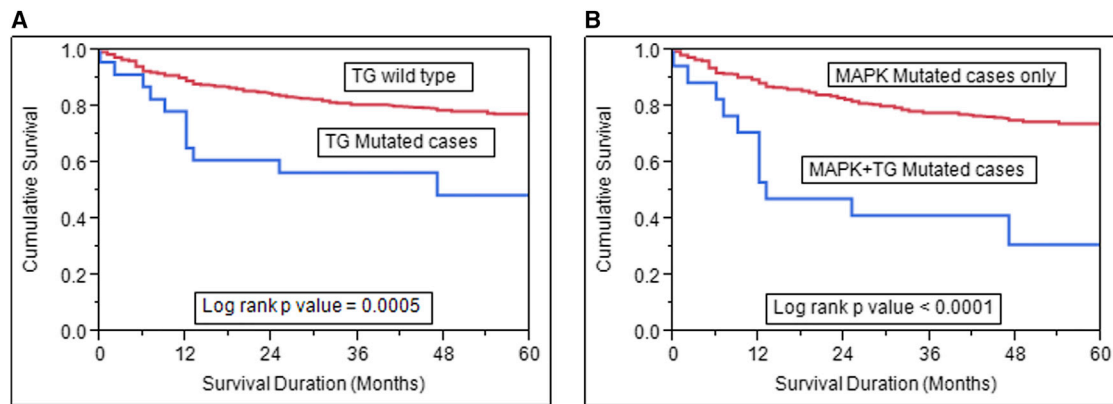 A
Cumulative Survival
1.0
0.8
0.6
0.4
0.2
0.0
TG wild type
TG Mutated cases
Log rank p value = 0.0005
0 12 24 36 48 60
Survival Duration (Months)
B
Cumulative Survival
1.0
0.8
0.6
0.4
0.2
0.0
MAPK Mutated cases only
MAPK+TG Mutated cases
Log rank p value < 0.0001
0 12 24 36 48 60
Survival Duration (Months)